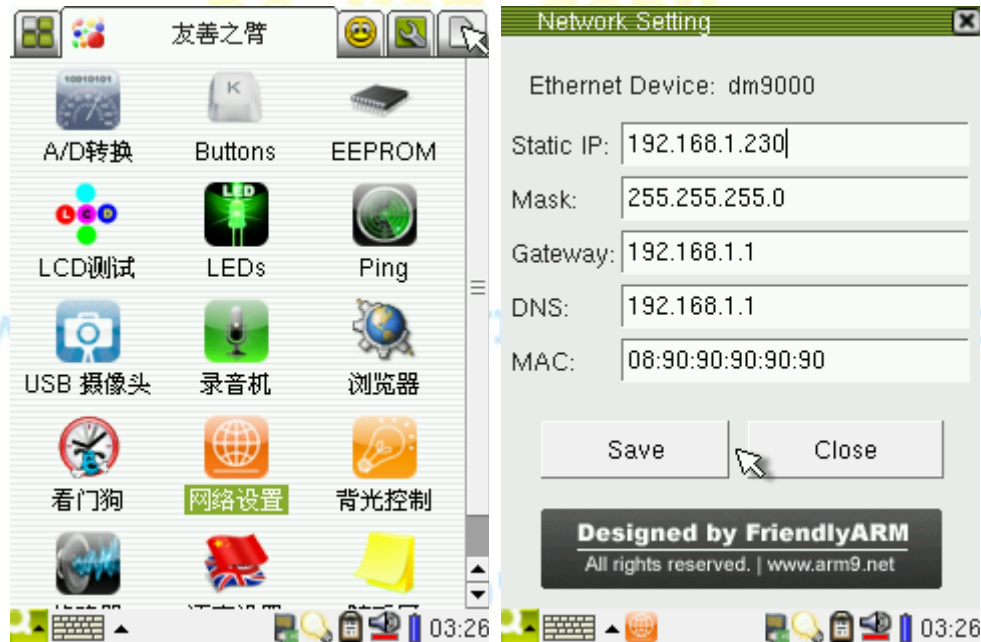 友善之臂
10010101
K
A/D转换
Buttons
EEPROM
LED
L C D
LCD测试
LEDs
Ping
USB 摄像头
录音机
浏览器
看门狗
网络设置
背光控制
03:26
Network Setting
Ethernet Device: dm9000
Static IP: 192.168.1.230
Mask: 255.255.255.0
Gateway: 192.168.1.1
DNS: 192.168.1.1
MAC: 08:90:90:90:90:90
Save
Close
Designed by FriendlyARM
All rights reserved. | www.arm9.net
03:26